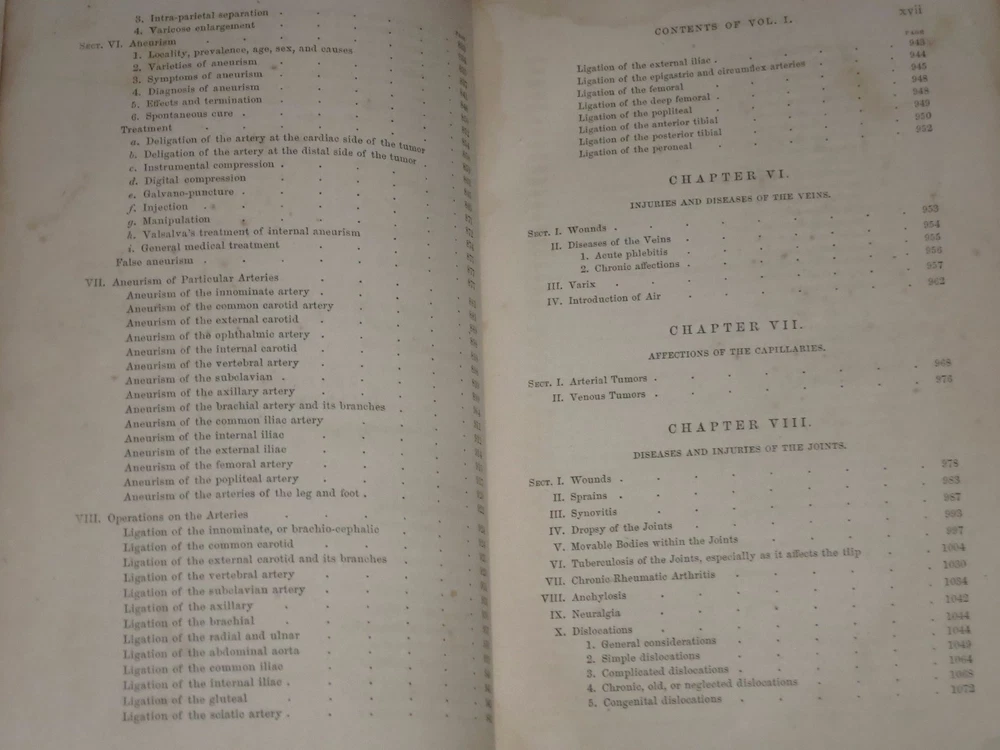 3. Intra-parietal separation
4. Varicose enlargement
SECT. VI. Aneurism
1. Locality, prevalence, age, sex, and causes
2. Varieties of aneurism
3. Symptoms of aneurism
4. Diagnosis of aneurism
5. Effects and termination
6. Spontaneous cure
Treatment
a. Deligation of the artery at the cardiac side of the tumor
b. Deligation of the artery at the distal side of the tumor
c. Instrumental compression
d. Digital compression
e. Galvano-puncture
f. Injection
g. Manipulation
h. Valsalva's treatment of internal aneurism
i. General medical treatment
False aneurism
VII. Aneurism of Particular Arteries
Aneurism of the innominate artery
Aneurism of the common carotid artery
Aneurism of the external carotid
Aneurism of the ophthalmic artery
Aneurism of the internal carotid
Aneurism of the vertebral artery
Aneurism of the subclavian
Aneurism of the axillary artery
Aneurism of the brachial artery and its branches
Aneurism of the common iliac artery
Aneurism of the internal iliac
Aneurism of the external iliac
Aneurism of the femoral artery
Aneurism of the popliteal artery
Aneurism of the arteries of the leg and foot
VIII. Operations on the Arteries
Ligation of the innominate, or brachio-cephalic
Ligation of the common carotid
Ligation of the external carotid and its branches
Ligation of the vertebral artery
Ligation of the subclavian artery
Ligation of the axillary
Ligation of the brachial
Ligation of the radial and ulnar
Ligation of the abdominal aorta
Ligation of the common iliac
Ligation of the internal iliac
Ligation of the gluteal
Ligation of the sciatic artery
CONTENTS OF VOL. I. xvii
PAGE
Ligation of the external iliac 943
Ligation of the epigastric and circumflex arteries 944
Ligation of the femoral 945
Ligation of the deep femoral 948
Ligation of the popliteal 948
Ligation of the anterior tibial 949
Ligation of the posterior tibial 950
Ligation of the peroneal 952
CHAPTER VI.
INJURIES AND DISEASES OF THE VEINS.
SECT. I. Wounds 953
II. Diseases of the Veins 954
1. Acute phlebitis 955
2. Chronic affections 956
III. Varix 957
IV. Introduction of Air 962
CHAPTER VII.
AFFECTIONS OF THE CAPILLARIES.
SECT. I. Arterial Tumors 968
II. Venous Tumors 976
CHAPTER VIII.
DISEASES AND INJURIES OF THE JOINTS.
SECT. I. Wounds 978
II. Sprains 983
III. Synovitis 987
IV. Dropsy of the Joints 993
V. Movable Bodies within the Joints 997
VI. Tuberculosis of the Joints, especially as it affects the Hip 1004
VII. Chronic Rheumatic Arthritis 1030
VIII. Anchylosis 1034
IX. Neuralgia 1042
X. Dislocations 1044
1. General considerations 1044
2. Simple dislocations 1049
3. Complicated dislocations 1064
4. Chronic, old, or neglected dislocations 1068
5. Congenital dislocations 1072